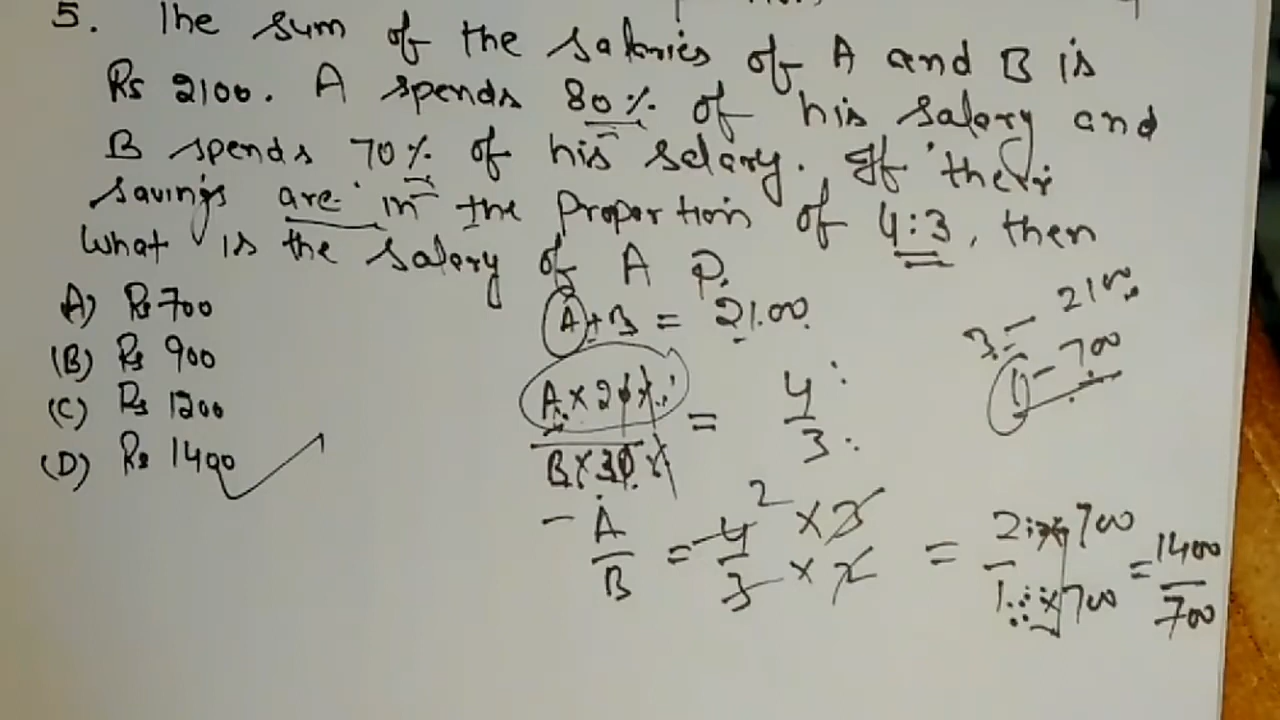 5. The sum of the salaries of A and B is
Rs 2100. A spends 80% of his salary and
B spends 70% of his salary. If their
savings are in the proportion of 4:3, then
What is the salary of A ?
A) Rs 700
(B) Rs 900
(C) Rs 1200
(D) Rs 1400
A+B = 2100
A×20% / B×30% = 4/3
A/B = 4/3 × 3/2 = 2×700 / 1×700 = 1400/700
3 – 2100
1 – 700